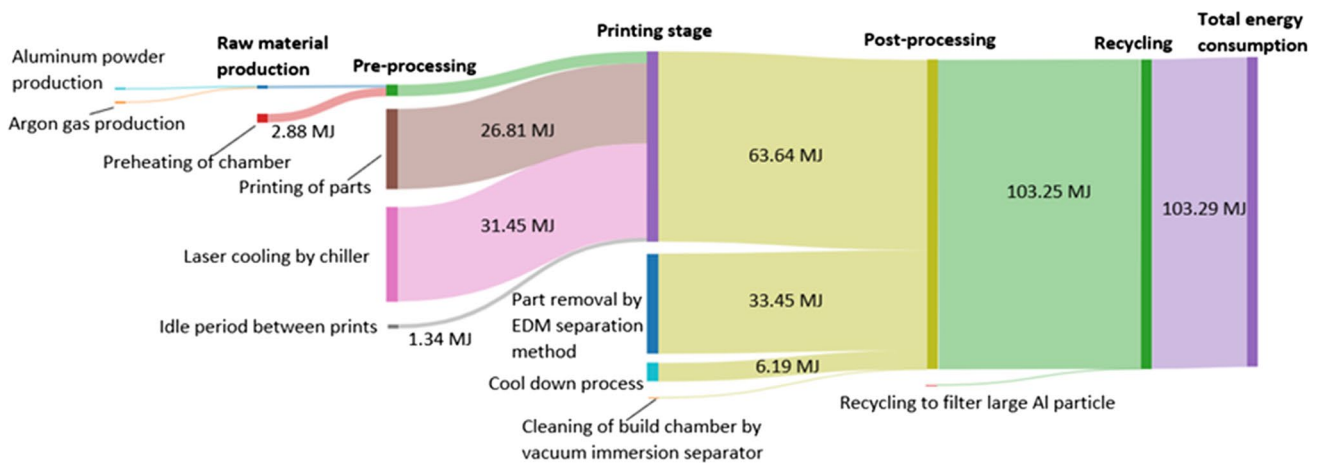 Aluminum powder
production
Argon gas production
Raw material
production
2.88 MJ
Preheating of chamber
Pre-processing
Printing of parts
26.81 MJ
Laser cooling by chiller
31.45 MJ
Idle period between prints
1.34 MJ
Printing stage
63.64 MJ
Part removal by
EDM separation
method
33.45 MJ
Cool down process
6.19 MJ
Cleaning of build chamber by
vacuum immersion separator
Post-processing
103.25 MJ
Recycling to filter large Al particle
Recycling
103.29 MJ
Total energy
consumption